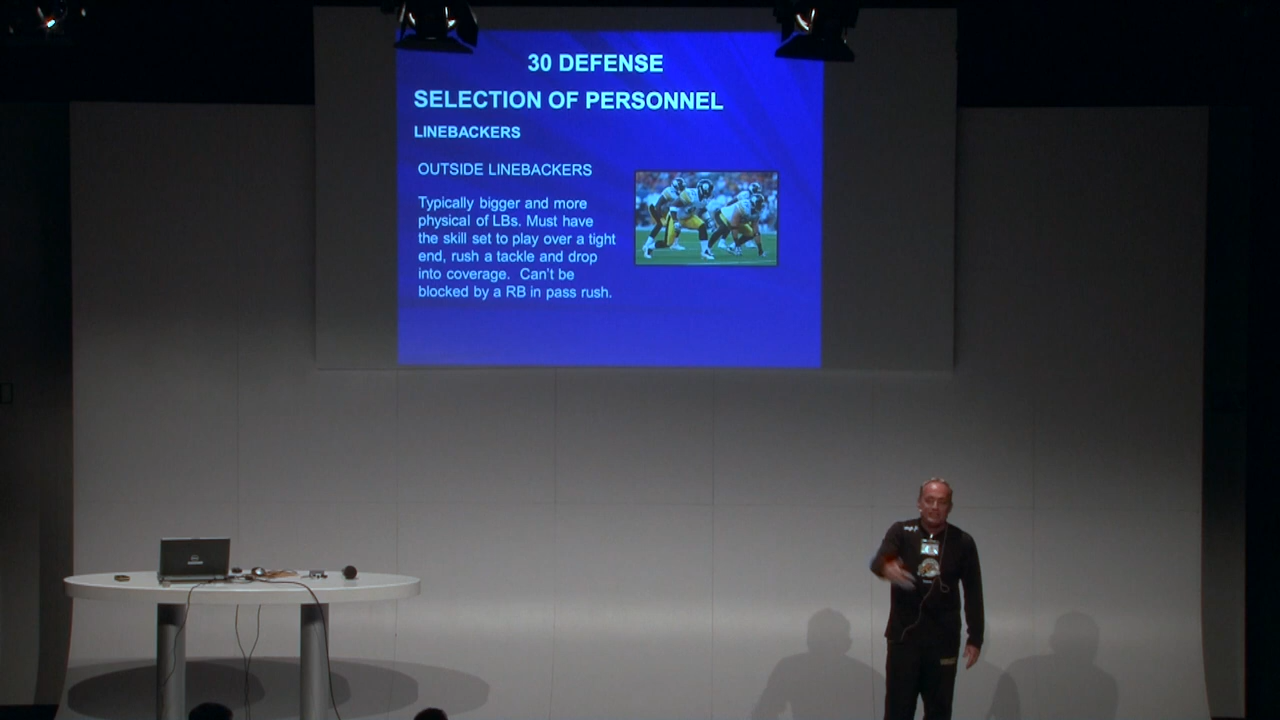 30 DEFENSE
SELECTION OF PERSONNEL
LINEBACKERS
OUTSIDE LINEBACKERS
Typically bigger and more
physical of LBs. Must have
the skill set to play over a tight
end, rush a tackle and drop
into coverage. Can't be
blocked by a RB in pass rush.